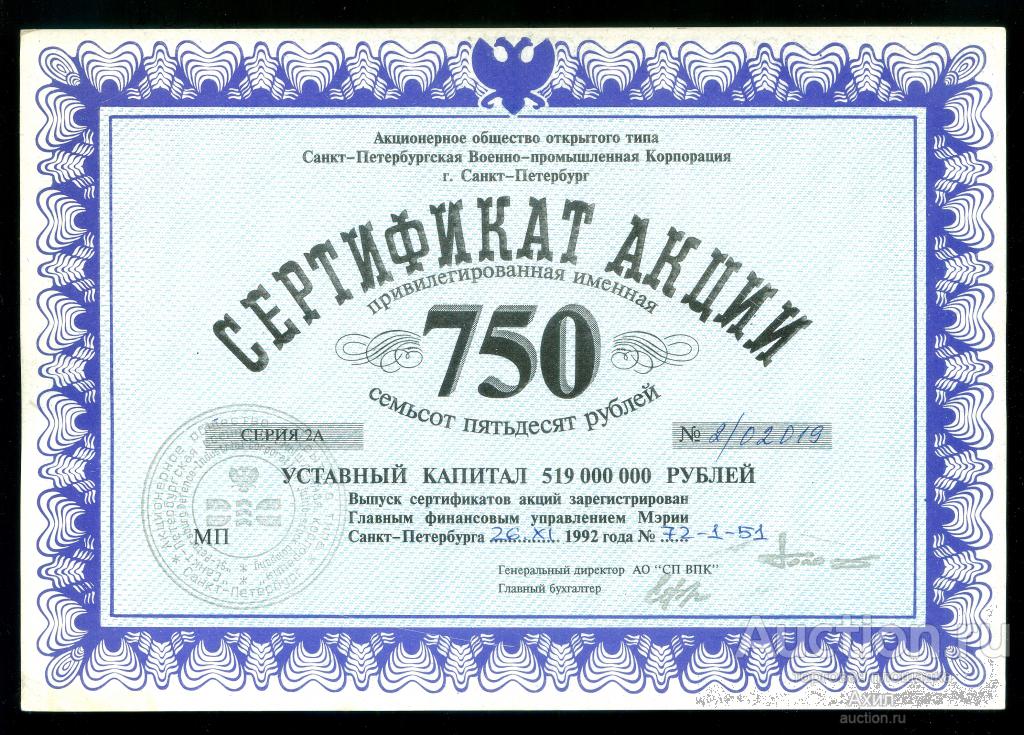 Акционерное общество открытого типа
Санкт-Петербургская Военно-промышленная Корпорация
г. Санкт-Петербург
СЕРТИФИКАТ АКЦИИ
привилегированная именная
750
семьсот пятьдесят рублей
СЕРИЯ 2А
№ 2/02019
УСТАВНЫЙ КАПИТАЛ 519 000 000 РУБЛЕЙ
Выпуск сертификатов акций зарегистрирован
Главным финансовым управлением Мэрии
Санкт-Петербурга 26.XI. 1992 года № 72-1-51
МП
Генеральный директор АО "СП ВПК"
Главный бухгалтер
Auction.ru
auction.ru